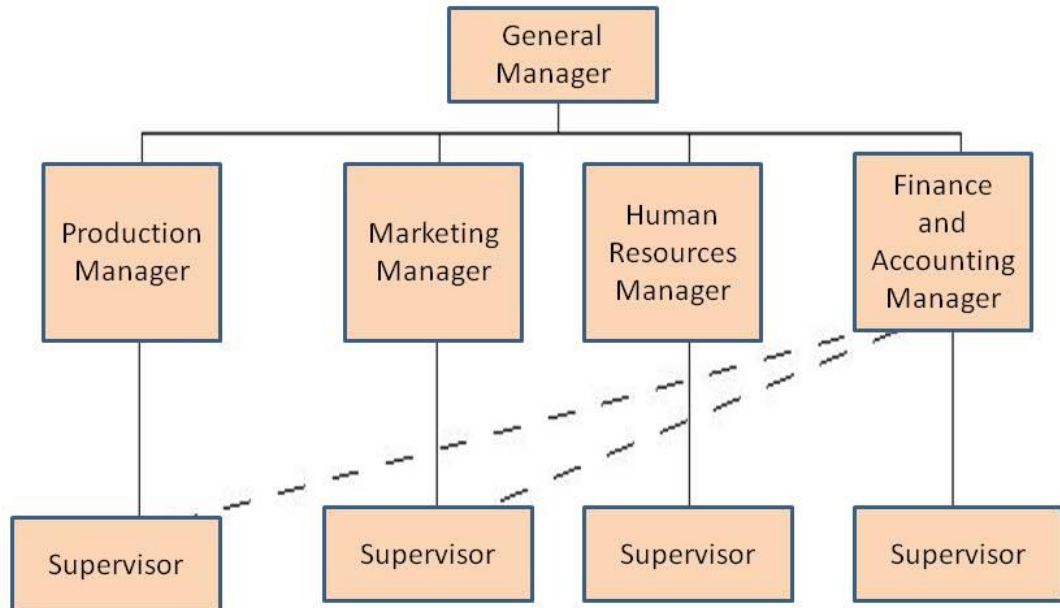 General
Manager
Production
Manager
Marketing
Manager
Human
Resources
Manager
Finance
and
Accounting
Manager
Supervisor
Supervisor
Supervisor
Supervisor